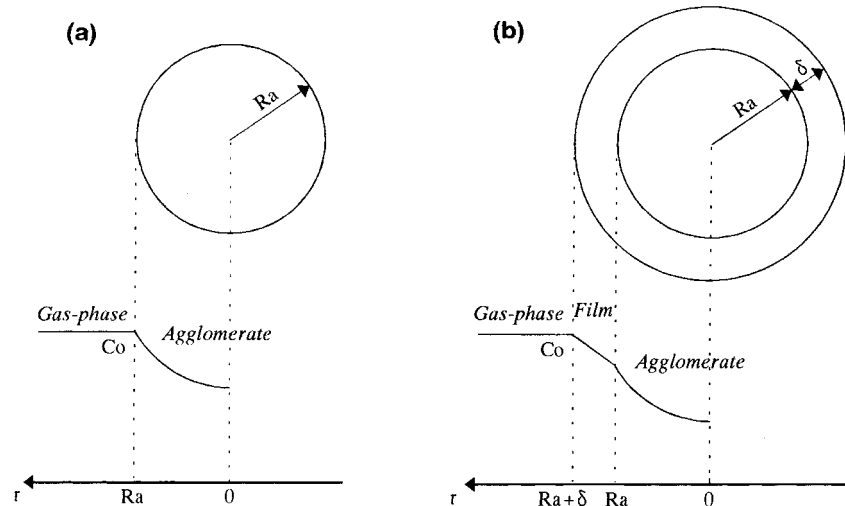 (a)
Ra
Gas-phase
Co
Agglomerate
r
Ra
0
(b)
δ
Ra
Gas-phase
Film
Co
Agglomerate
r
Ra + δ
Ra
0